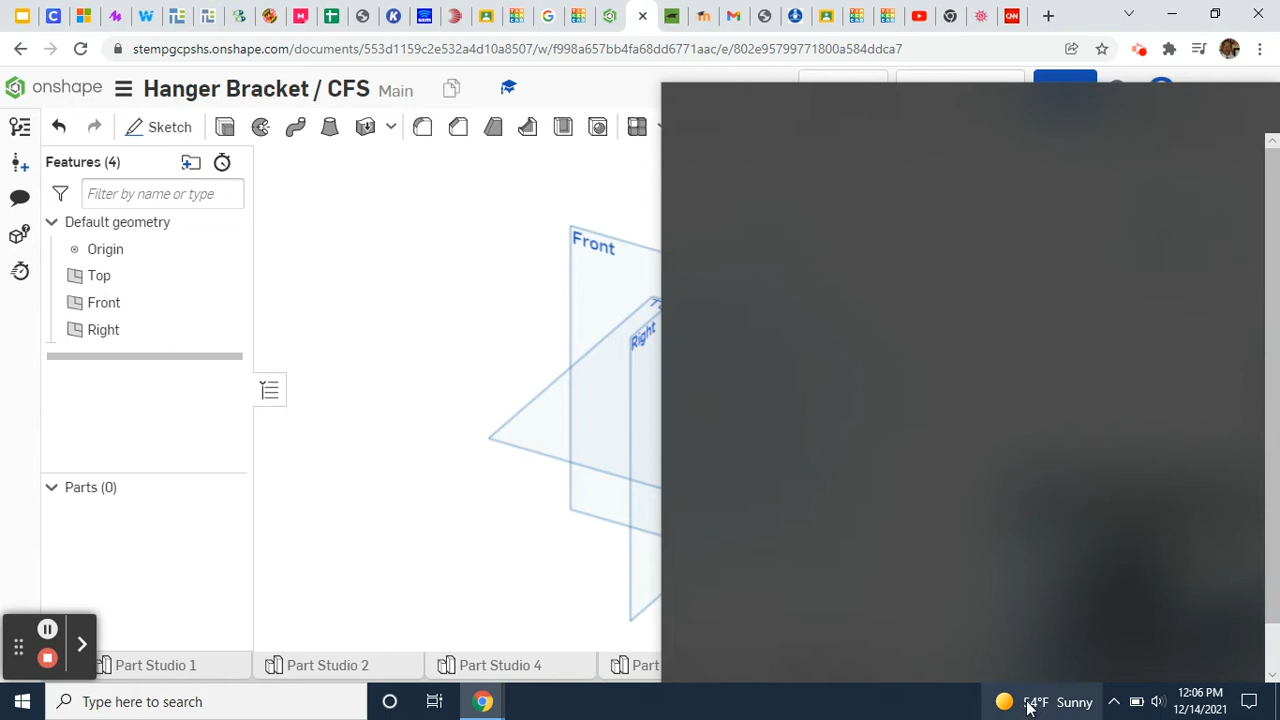 stempgcpshs.onshape.com/documents/553d1159c2e532a4d10a8507/w/f998a657bb4fa68dd6771aac/e/802e95799771800a584ddca7
onshape
Hanger Bracket / CFS
Main
Sketch
Features (4)
Filter by name or type
Default geometry
Origin
Top
Front
Right
Front
Right
Parts (0)
Part Studio 1
Part Studio 2
Part Studio 4
Part
Type here to search
54°F Sunny
12:06 PM
12/14/2021